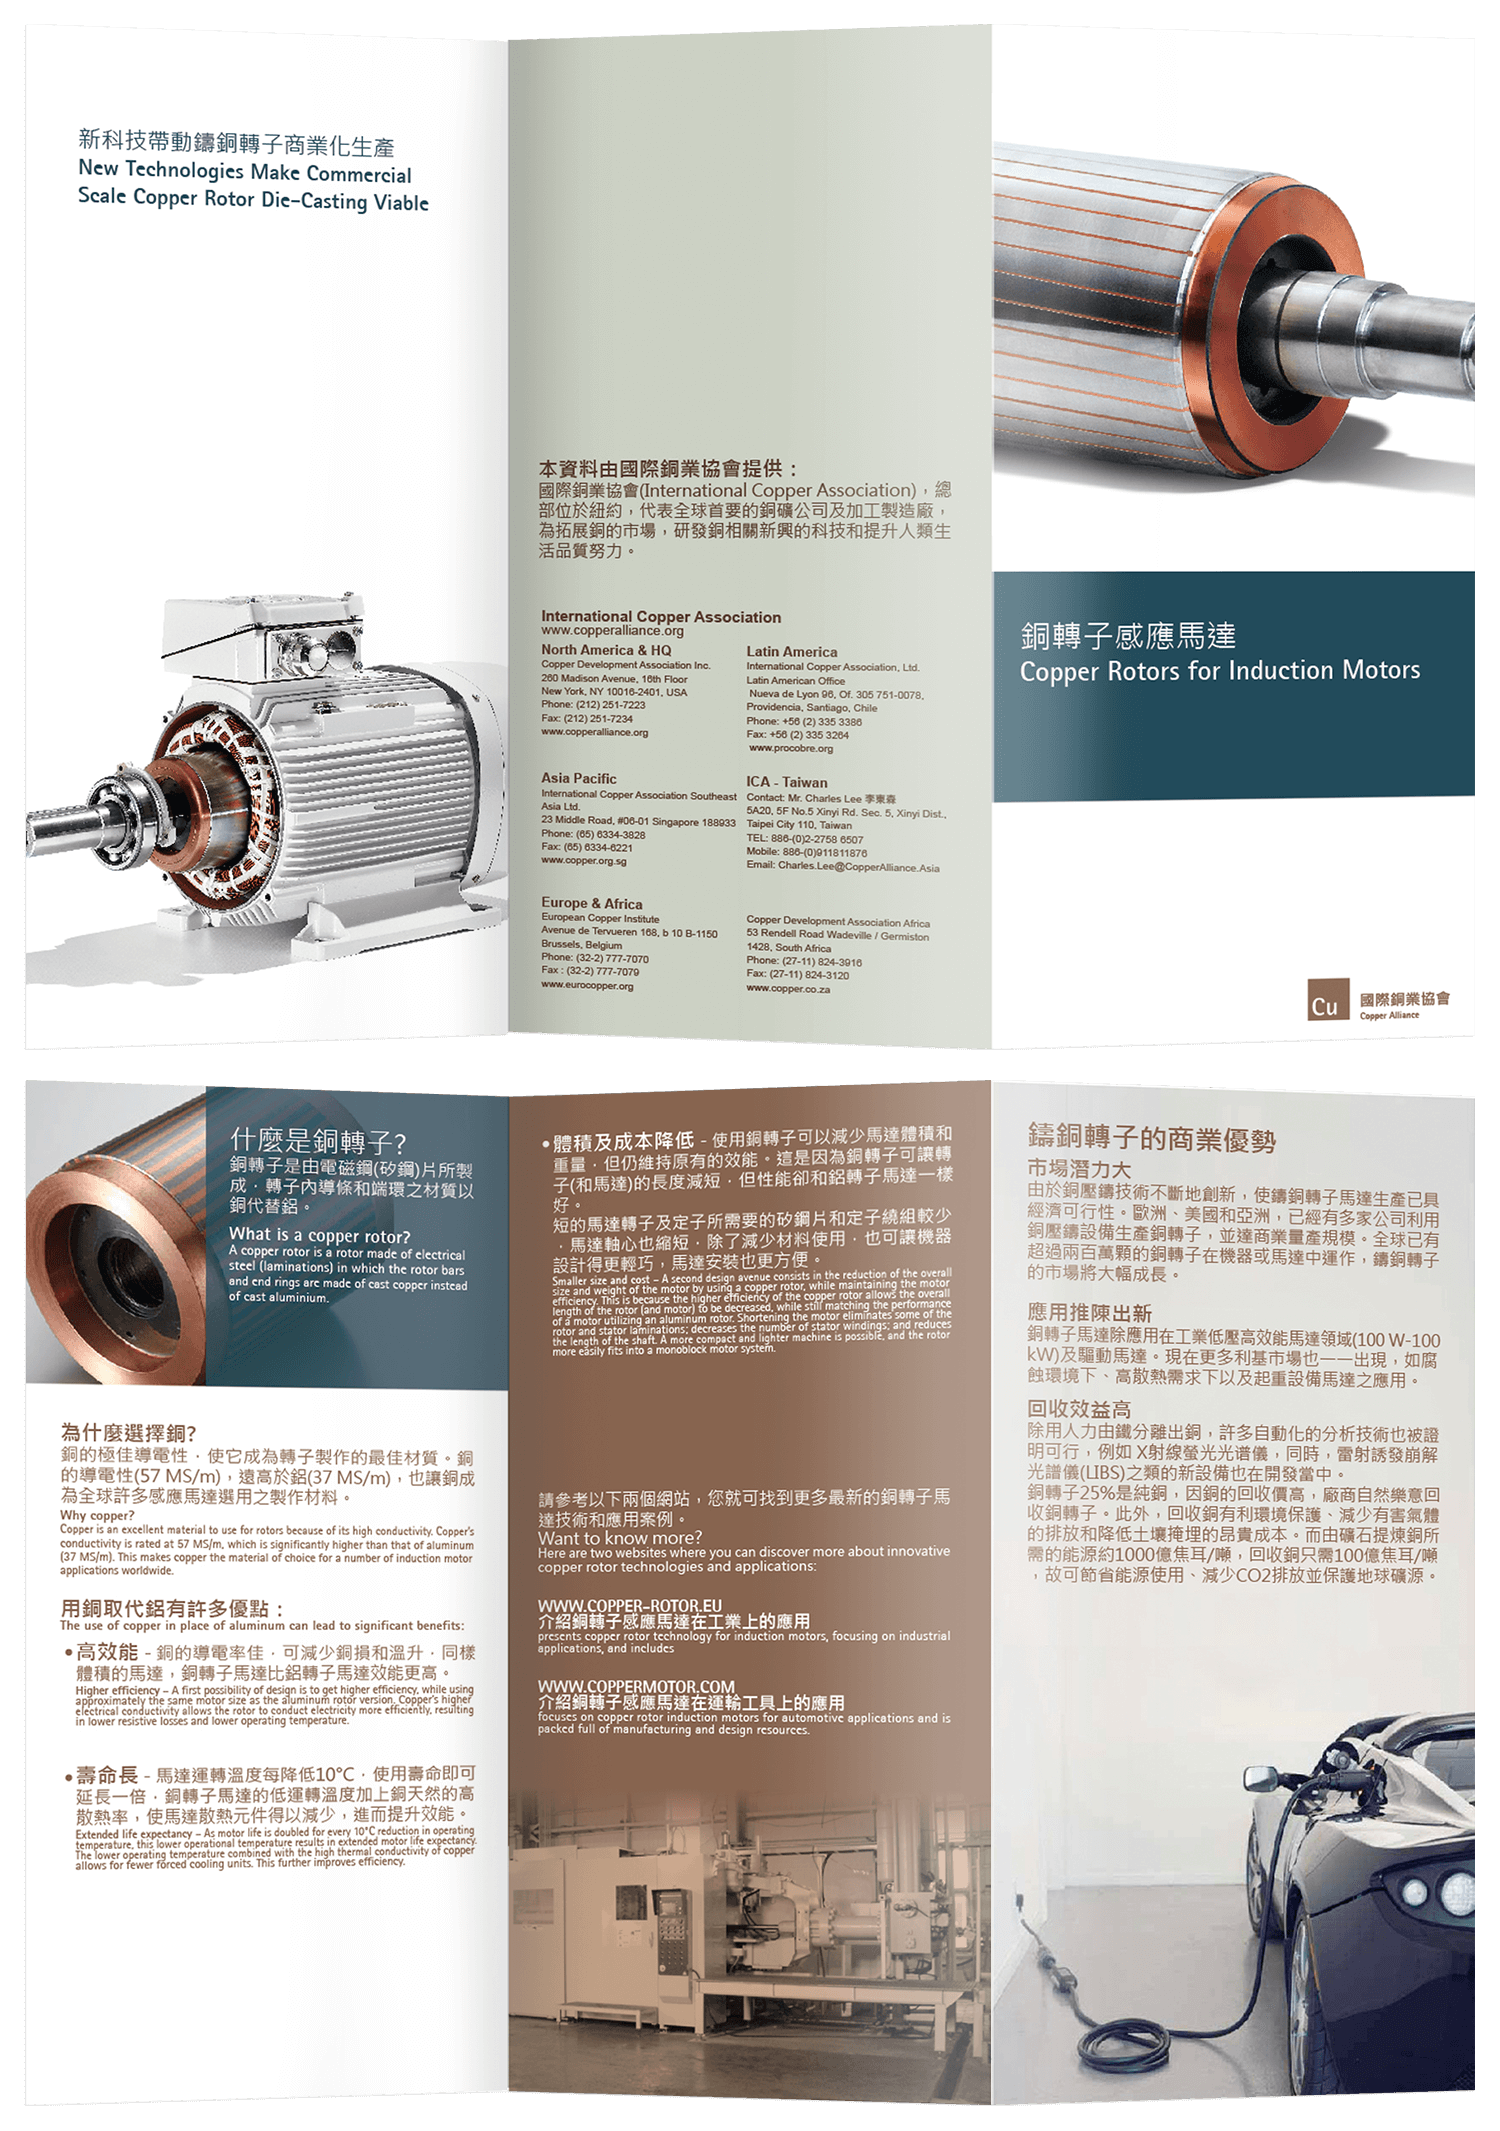 新科技帶動鑄銅轉子商業化生產
New Technologies Make Commercial
Scale Copper Rotor Die-Casting Viable
本資料由國際銅業協會提供：
國際銅業協會(International Copper Association)，總
部位於紐約，代表全球首要的銅礦公司及加工製造廠，
為拓展銅的市場，研發銅相關新興的科技和提升人類生
活品質努力。
International Copper Association
www.copperalliance.org
North America & HQ
Copper Development Association Inc.
260 Madison Avenue, 16th Floor
New York, NY 10016-2401, USA
Phone: (212) 251-7223
Fax: (212) 251-7234
www.copperalliance.org
Latin America
International Copper Association, Ltd.
Latin American Office
Nueva de Lyon 96, Of. 305 751-0078,
Providencia, Santiago, Chile
Phone: +56 (2) 335 3386
Fax: +56 (2) 335 3264
www.procobre.org
Asia Pacific
International Copper Association Southeast
Asia Ltd.
23 Middle Road, #06-01 Singapore 188933
Phone: (65) 6334-3828
Fax: (65) 6334-6221
www.copper.org.sg
ICA - Taiwan
Contact: Mr. Charles Lee 李東森
5A20, 5F No.5 Xinyi Rd. Sec. 5, Xinyi Dist.,
Taipei City 110, Taiwan
TEL: 886-(0)2-2758 6507
Mobile: 886-(0)911811876
Email: Charles.Lee@CopperAlliance.Asia
Europe & Africa
European Copper Institute
Avenue de Tervueren 168, b 10 B-1150
Brussels, Belgium
Phone: (32-2) 777-7070
Fax : (32-2) 777-7079
www.eurocopper.org
Copper Development Association Africa
53 Rendell Road Wadeville / Germiston
1428, South Africa
Phone: (27-11) 824-3916
Fax: (27-11) 824-3120
www.copper.co.za
銅轉子感應馬達
Copper Rotors for Induction Motors
Cu
國際銅業協會
Copper Alliance
什麼是銅轉子?
銅轉子是由電磁鋼(矽鋼)片所製
成．轉子內導條和端環之材質以
銅代替鋁。
What is a copper rotor?
A copper rotor is a rotor made of electrical
steel (laminations) in which the rotor bars
and end rings are made of cast copper instead
of cast aluminium.
為什麼選擇銅?
銅的極佳導電性．使它成為轉子製作的最佳材質。銅
的導電性(57 MS/m)，遠高於鋁(37 MS/m)，也讓銅成
為全球許多感應馬達選用之製作材料。
Why copper?
Copper is an excellent material to use for rotors because of its high conductivity. Copper's
conductivity is rated at 57 MS/m, which is significantly higher than that of aluminum
(37 MS/m). This makes copper the material of choice for a number of induction motor
applications worldwide.
用銅取代鋁有許多優點：
The use of copper in place of aluminum can lead to significant benefits:
•高效能 - 銅的導電率佳．可減少銅損和溫升．同樣
體積的馬達，銅轉子馬達比鋁轉子馬達效能更高。
Higher efficiency – A first possibility of design is to get higher efficiency, while using
approximately the same motor size as the aluminum rotor version. Copper's higher
electrical conductivity allows the rotor to conduct electricity more efficiently, resulting
in lower resistive losses and lower operating temperature.
•壽命長 - 馬達運轉溫度每降低10°C．使用壽命即可
延長一倍．銅轉子馬達的低運轉溫度加上銅天然的高
散熱率，使馬達散熱元件得以減少，進而提升效能。
Extended life expectancy – As motor life is doubled for every 10°C reduction in operating
temperature, this lower operational temperature results in extended motor life expectancy.
The lower operating temperature combined with the high thermal conductivity of copper
allows for fewer forced cooling units. This further improves efficiency.
•體積及成本降低 - 使用銅轉子可以減少馬達體積和
重量．但仍維持原有的效能。這是因為銅轉子可讓轉
子(和馬達)的長度減短．但性能卻和鋁轉子馬達一樣
好。
短的馬達轉子及定子所需要的矽鋼片和定子繞組較少
．馬達軸心也縮短．除了減少材料使用．也可讓機器
設計得更輕巧，馬達安裝也更方便。
Smaller size and cost – A second design avenue consists in the reduction of the overall
size and weight of the motor by using a copper rotor, while maintaining the motor
efficiency. This is because the higher efficiency of the copper rotor allows the overall
length of the rotor (and motor) to be decreased, while still matching the performance
of a motor utilizing an aluminum rotor. Shortening the motor eliminates some of the
rotor and stator laminations; decreases the number of stator windings; and reduces
the length of the shaft. A more compact and lighter machine is possible, and the rotor
more easily fits into a monoblock motor system.
請參考以下兩個網站，您就可找到更多最新的銅轉子馬
達技術和應用案例。
Want to know more?
Here are two websites where you can discover more about innovative
copper rotor technologies and applications:
WWW.COPPER-ROTOR.EU
介紹銅轉子感應馬達在工業上的應用
presents copper rotor technology for induction motors, focusing on industrial
applications, and includes
WWW.COPPERMOTOR.COM
介紹銅轉子感應馬達在運輸工具上的應用
focuses on copper rotor induction motors for automotive applications and is
packed full of manufacturing and design resources.
鑄銅轉子的商業優勢
市場潛力大
由於銅壓鑄技術不斷地創新，使鑄銅轉子馬達生產已具
經濟可行性。歐洲、美國和亞洲，已經有多家公司利用
銅壓鑄設備生產銅轉子，並達商業量產規模。全球已有
超過兩百萬顆的銅轉子在機器或馬達中運作，鑄銅轉子
的市場將大幅成長。
應用推陳出新
銅轉子馬達除應用在工業低壓高效能馬達領域(100 W-100
kW)及驅動馬達。現在更多利基市場也一一出現，如腐
蝕環境下、高散熱需求下以及起重設備馬達之應用。
回收效益高
除用人力由鐵分離出銅，許多自動化的分析技術也被證
明可行，例如 X射線螢光光谱儀，同時，雷射誘發崩解
光譜儀(LIBS)之類的新設備也在開發當中。
銅轉子25%是純銅，因銅的回收價高，廠商自然樂意回
收銅轉子。此外，回收銅有利環境保護、減少有害氣體
的排放和降低土壤掩埋的昂貴成本。而由礦石提煉銅所
需的能源約1000億焦耳/噸，回收銅只需100億焦耳/噸
，故可節省能源使用、減少CO2排放並保護地球礦源。